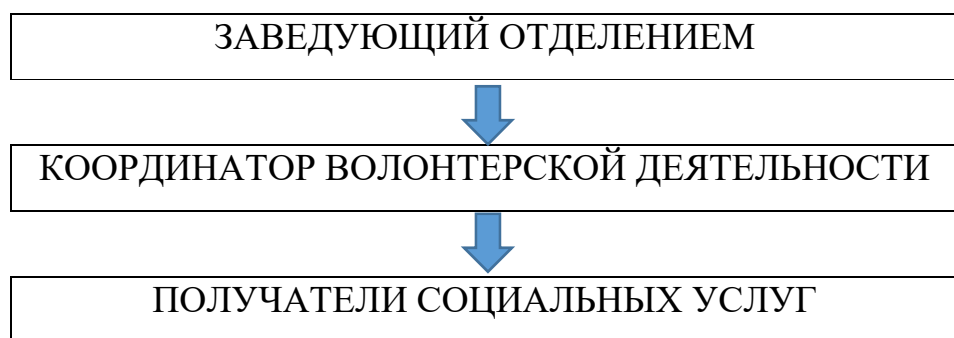 ЗАВЕДУЮЩИЙ ОТДЕЛЕНИЕМ
КООРДИНАТОР ВОЛОНТЕРСКОЙ ДЕЯТЕЛЬНОСТИ
ПОЛУЧАТЕЛИ СОЦИАЛЬНЫХ УСЛУГ